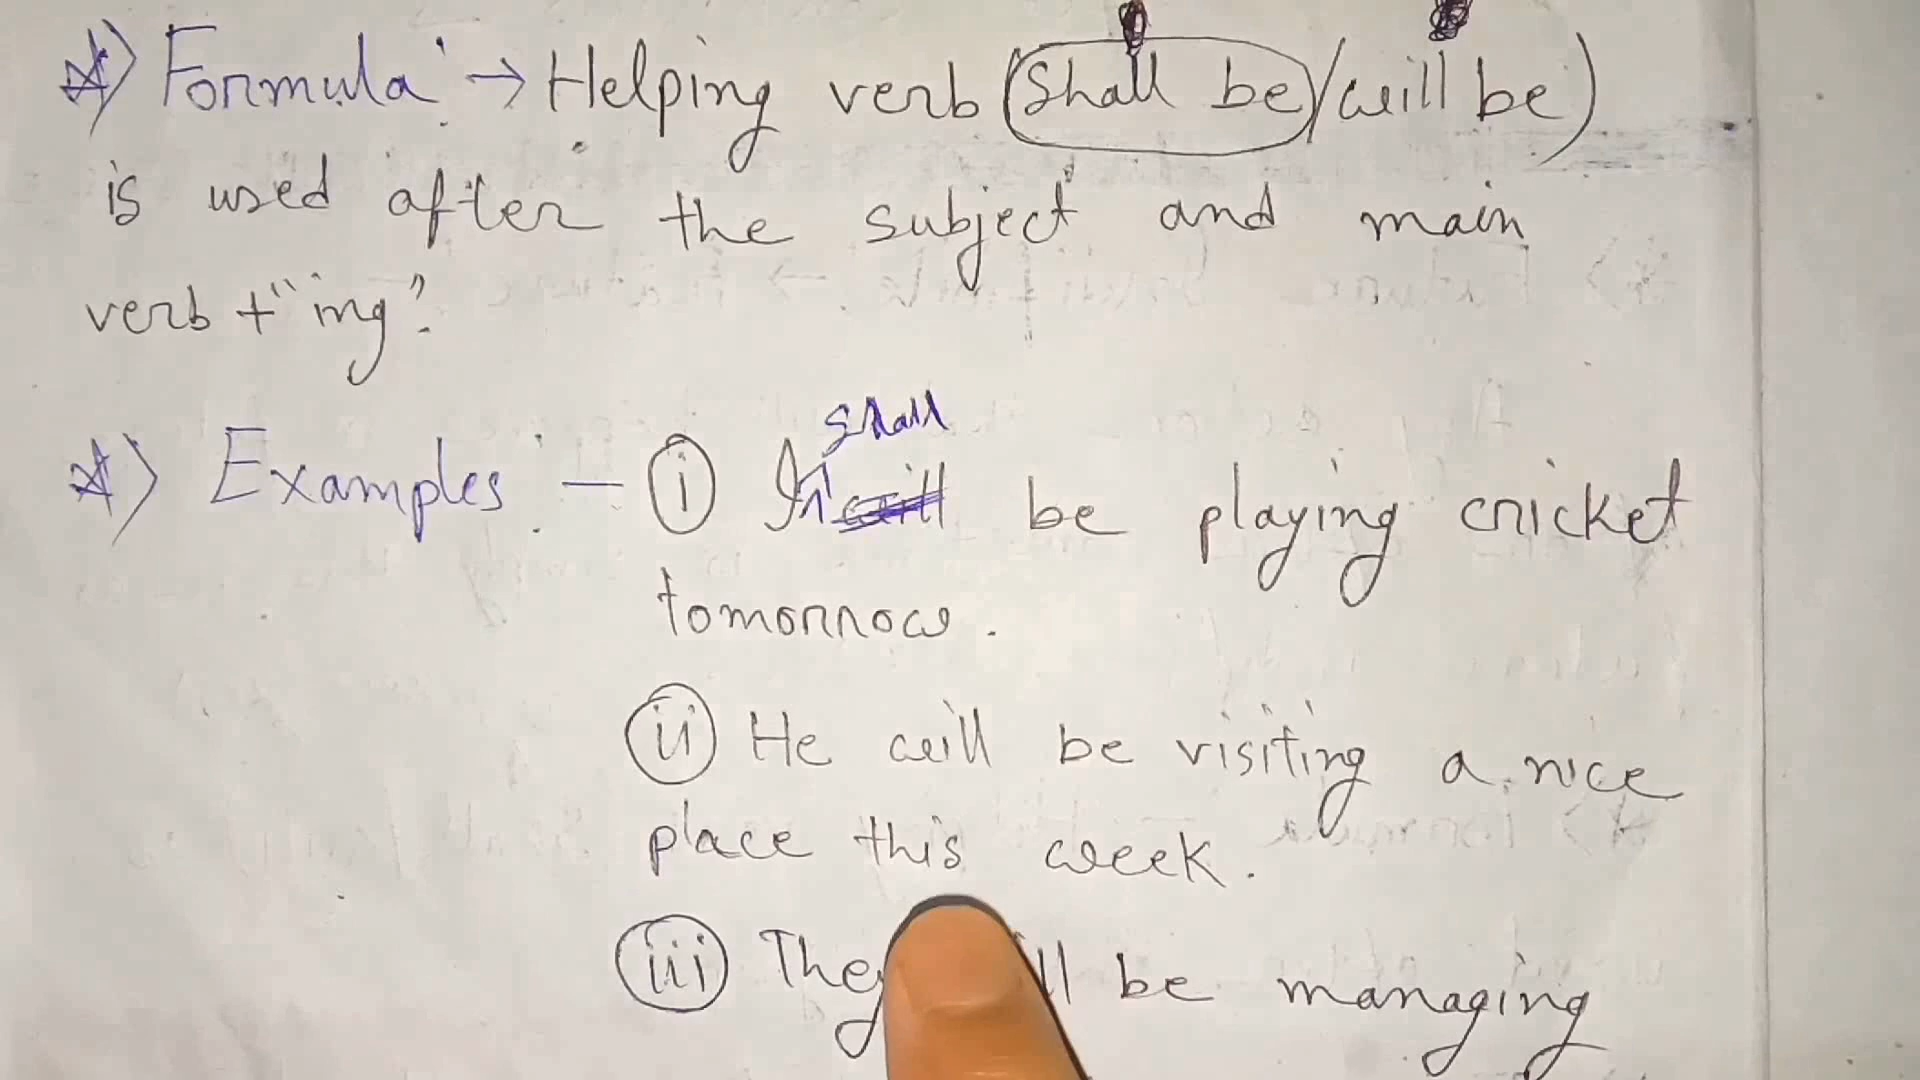 Formula :→ Helping verb (shall be/will be)
is used after the subject and main
verb + "ing".
shall
Examples :- (i) I will be playing cricket
tomorrow.
(ii) He will be visiting a nice
place this week.
(iii) They be managing